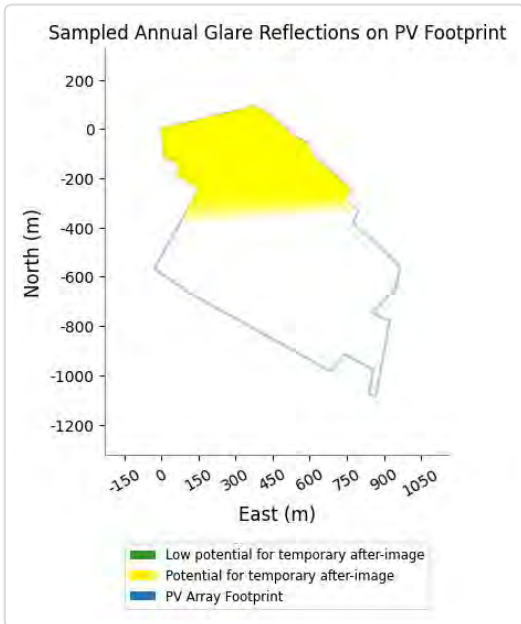 Sampled Annual Glare Reflections on PV Footprint
200
0
-200
-400
-600
-800
-1000
-1200
North (m)
-150
0
150
300
450
600
750
900
1050
East (m)
Low potential for temporary after-image
Potential for temporary after-image
PV Array Footprint